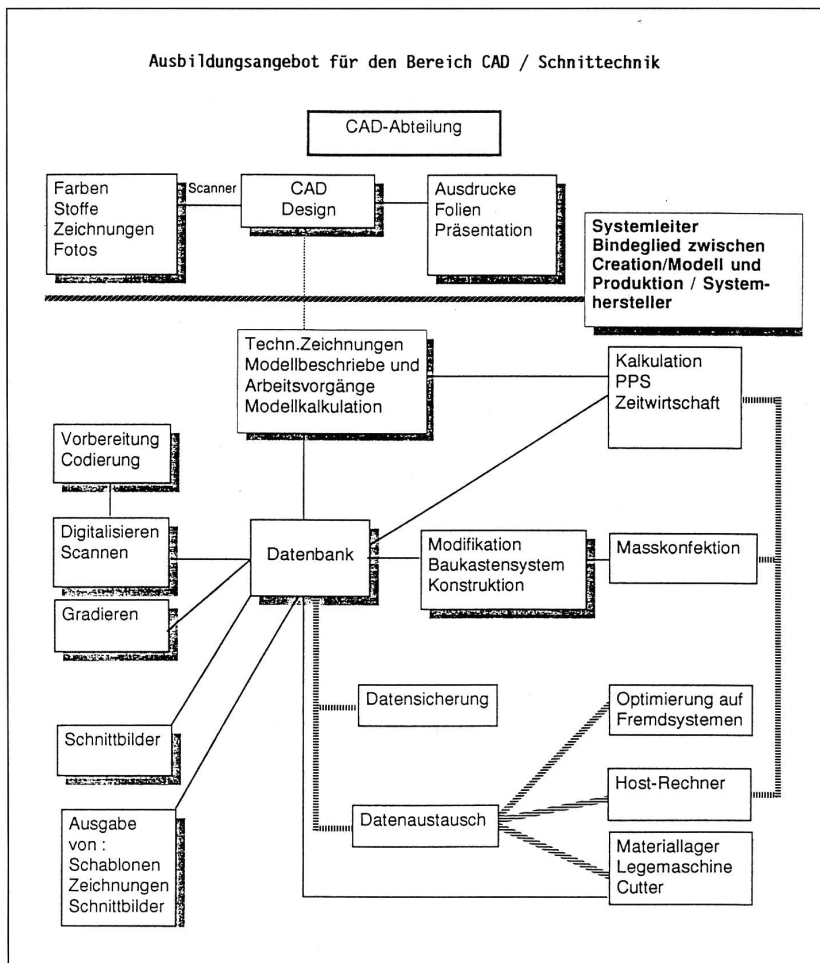 Ausbildungsangebot für den Bereich CAD / Schnittechnik
CAD-Abteilung
Farben
Stoffe
Zeichnungen
Fotos
Scanner
CAD
Design
Ausdrucke
Folien
Präsentation
Systemleiter
Bindeglied zwischen
Creation/Modell und
Produktion / System-
hersteller
Techn.Zeichnungen
Modellbeschriebe und
Arbeitsvorgänge
Modellkalkulation
Kalkulation
PPS
Zeitwirtschaft
Vorbereitung
Codierung
Digitalisieren
Scannen
Datenbank
Modifikation
Baukastensystem
Konstruktion
Masskonfektion
Gradieren
Datensicherung
Optimierung auf
Fremdsystemen
Schnittbilder
Host-Rechner
Datenaustausch
Ausgabe
von :
Schablonen
Zeichnungen
Schnittbilder
Materiallager
Legemaschine
Cutter